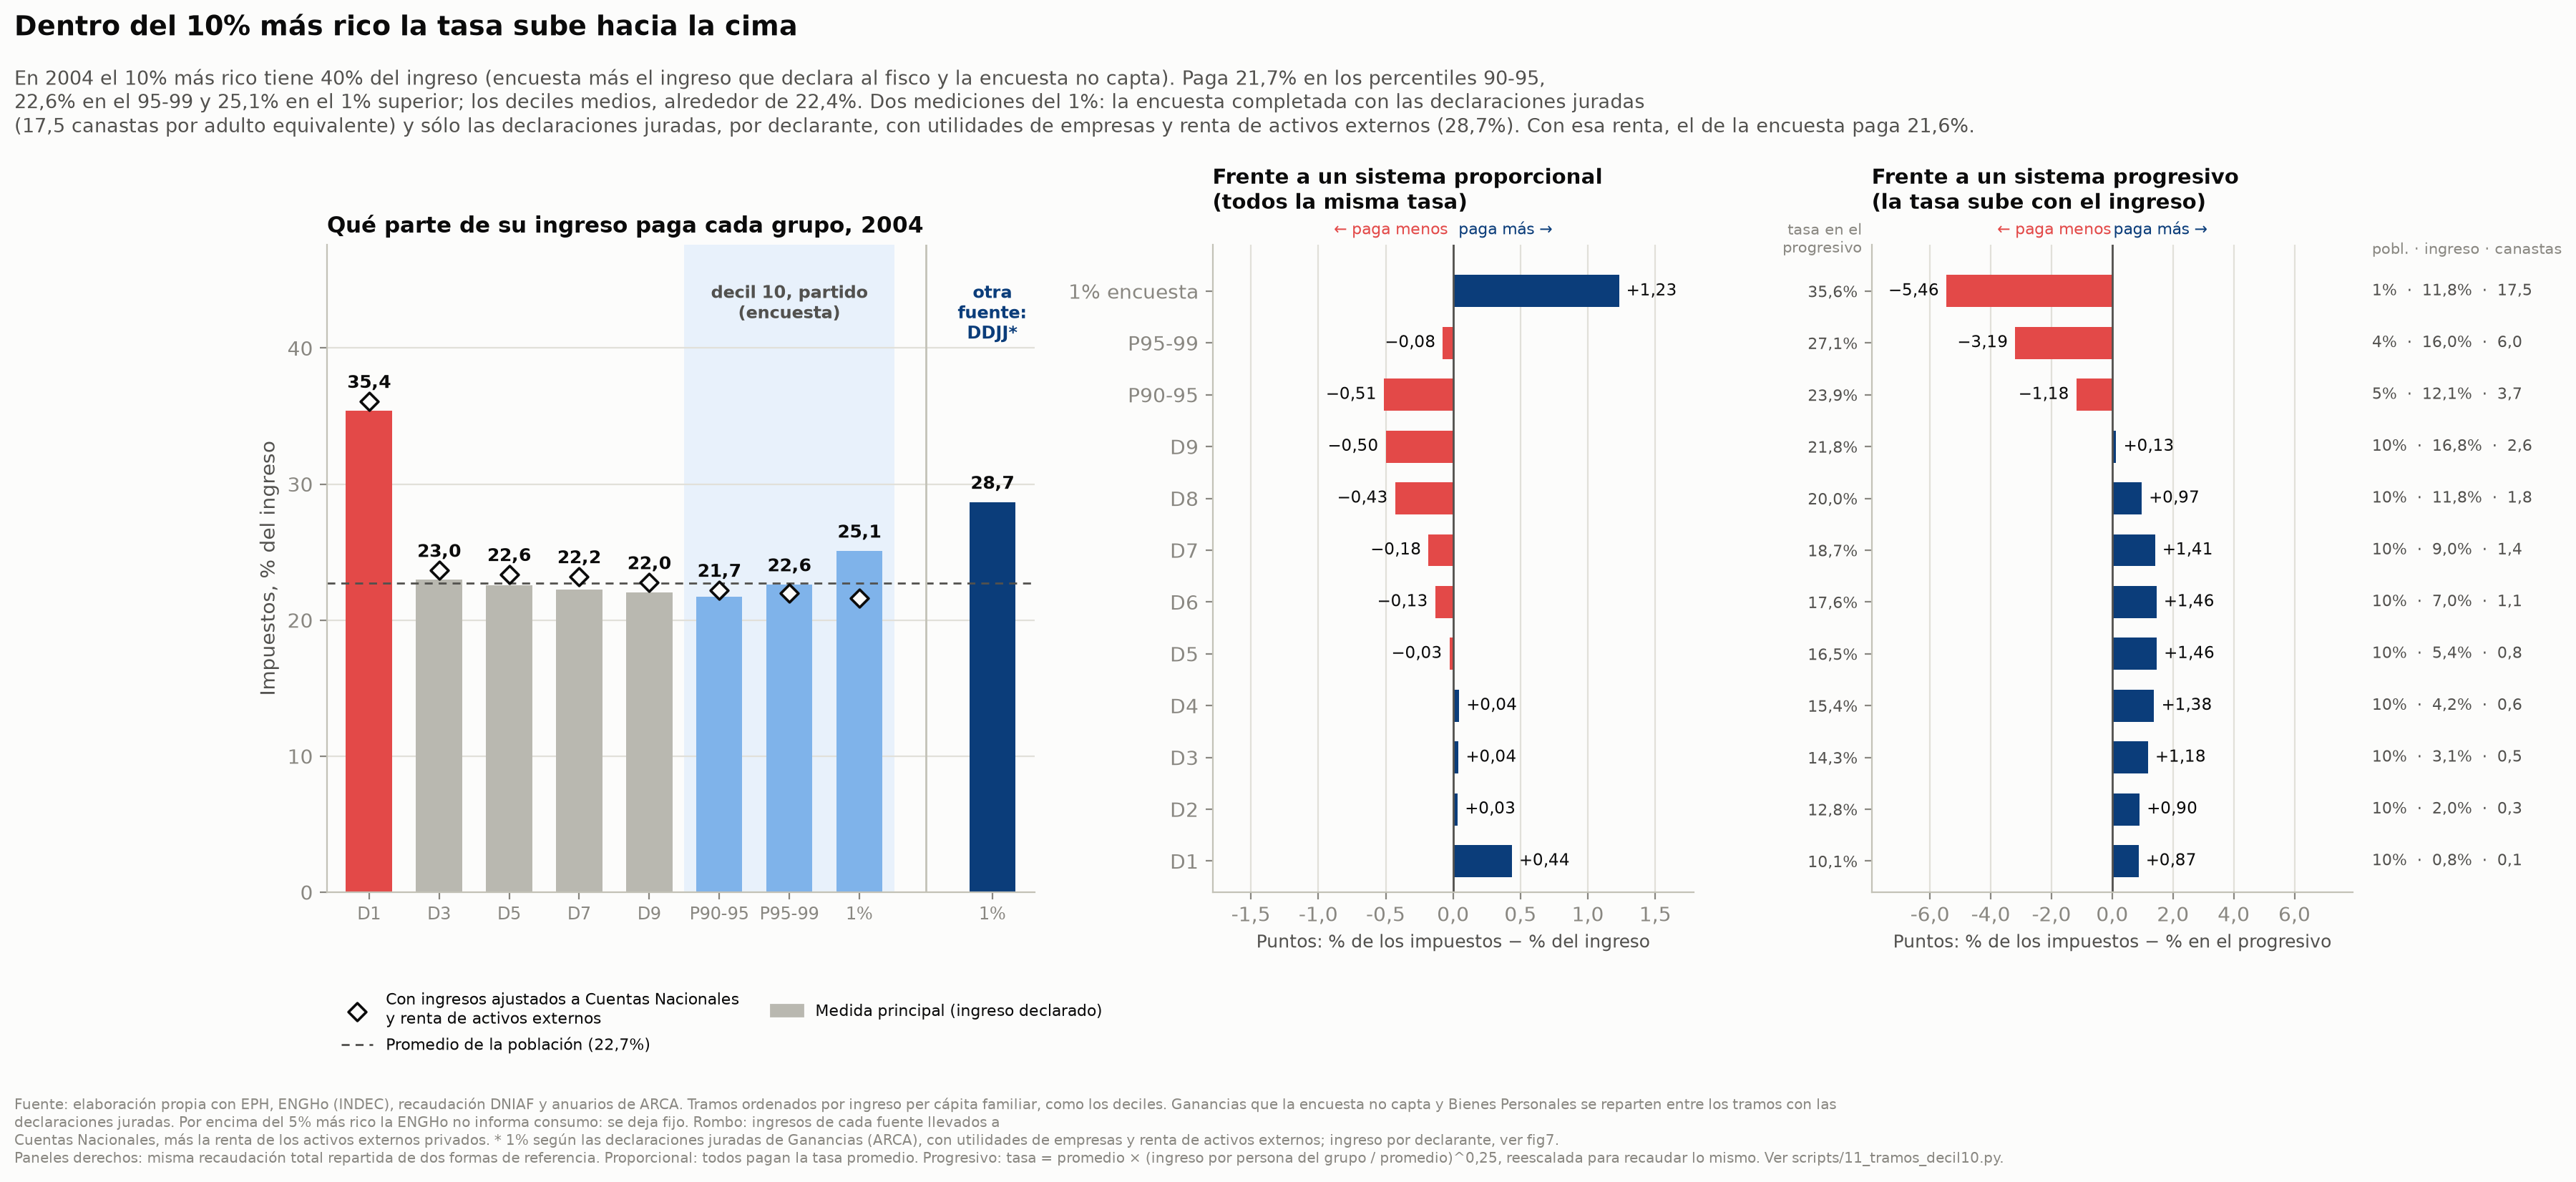 Dentro del 10% más rico la tasa sube hacia la cima
En 2004 el 10% más rico tiene 40% del ingreso (encuesta más el ingreso que declara al fisco y la encuesta no capta). Paga 21,7% en los percentiles 90-95,
22,6% en el 95-99 y 25,1% en el 1% superior; los deciles medios, alrededor de 22,4%. Dos mediciones del 1%: la encuesta completada con las declaraciones juradas
(17,5 canastas por adulto equivalente) y sólo las declaraciones juradas, por declarante, con utilidades de empresas y renta de activos externos (28,7%). Con esa renta, el de la encuesta paga 21,6%.
Qué parte de su ingreso paga cada grupo, 2004
decil 10, partido
(encuesta)
otra
fuente:
DDJJ*
Impuestos, % del ingreso
40
30
20
10
0
35,4
23,0
22,6
22,2
22,0
21,7
22,6
25,1
28,7
D1
D3
D5
D7
D9
P90-95
P95-99
1%
1%
Con ingresos ajustados a Cuentas Nacionales
y renta de activos externos
Promedio de la población (22,7%)
Medida principal (ingreso declarado)
Frente a un sistema proporcional
(todos la misma tasa)
← paga menos paga más →
1% encuesta +1,23
P95-99 −0,08
P90-95 −0,51
D9 −0,50
D8 −0,43
D7 −0,18
D6 −0,13
D5 −0,03
D4 +0,04
D3 +0,04
D2 +0,03
D1 +0,44
-1,5 -1,0 -0,5 0,0 0,5 1,0 1,5
Puntos: % de los impuestos − % del ingreso
Frente a un sistema progresivo
(la tasa sube con el ingreso)
tasa en el
progresivo
← paga menos paga más →
pobl. · ingreso · canastas
35,6% −5,46 1% · 11,8% · 17,5
27,1% −3,19 4% · 16,0% · 6,0
23,9% −1,18 5% · 12,1% · 3,7
21,8% +0,13 10% · 16,8% · 2,6
20,0% +0,97 10% · 11,8% · 1,8
18,7% +1,41 10% · 9,0% · 1,4
17,6% +1,46 10% · 7,0% · 1,1
16,5% +1,46 10% · 5,4% · 0,8
15,4% +1,38 10% · 4,2% · 0,6
14,3% +1,18 10% · 3,1% · 0,5
12,8% +0,90 10% · 2,0% · 0,3
10,1% +0,87 10% · 0,8% · 0,1
-6,0 -4,0 -2,0 0,0 2,0 4,0 6,0
Puntos: % de los impuestos − % en el progresivo
Fuente: elaboración propia con EPH, ENGHo (INDEC), recaudación DNIAF y anuarios de ARCA. Tramos ordenados por ingreso per cápita familiar, como los deciles. Ganancias que la encuesta no capta y Bienes Personales se reparten entre los tramos con las
declaraciones juradas. Por encima del 5% más rico la ENGHo no informa consumo: se deja fijo. Rombo: ingresos de cada fuente llevados a
Cuentas Nacionales, más la renta de los activos externos privados. * 1% según las declaraciones juradas de Ganancias (ARCA), con utilidades de empresas y renta de activos externos; ingreso por declarante, ver fig7.
Paneles derechos: misma recaudación total repartida de dos formas de referencia. Proporcional: todos pagan la tasa promedio. Progresivo: tasa = promedio × (ingreso por persona del grupo / promedio)^0,25, reescalada para recaudar lo mismo. Ver scripts/11_tramos_decil10.py.